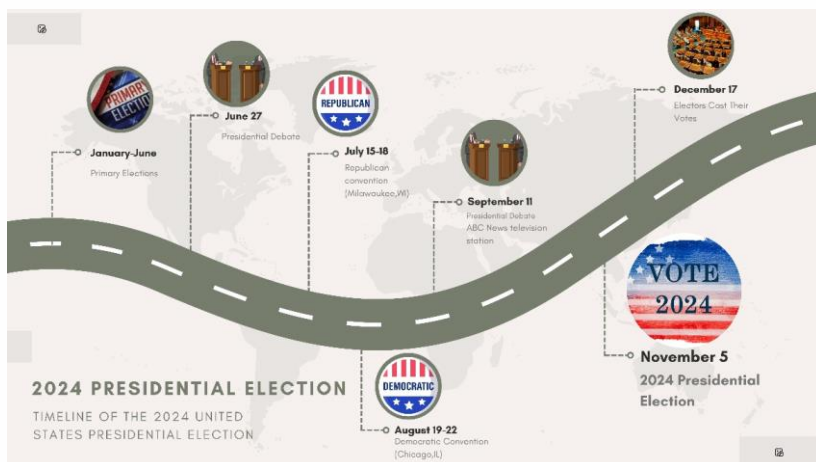 PRIMARY
ELECTIO
January-June
Primary Elections
June 27
Presidential Debate
REPUBLICAN
July 15-18
Republican
convention
(Milawaukee,WI)
September 11
Presidential Debate
ABC News television
station
December 17
Electors Cast Their
Votes
VOTE
2024
November 5
2024 Presidential
Election
DEMOCRATIC
August 19-22
Democratic Convention
(Chicago,IL)
2024 PRESIDENTIAL ELECTION
TIMELINE OF THE 2024 UNITED
STATES PRESIDENTIAL ELECTION